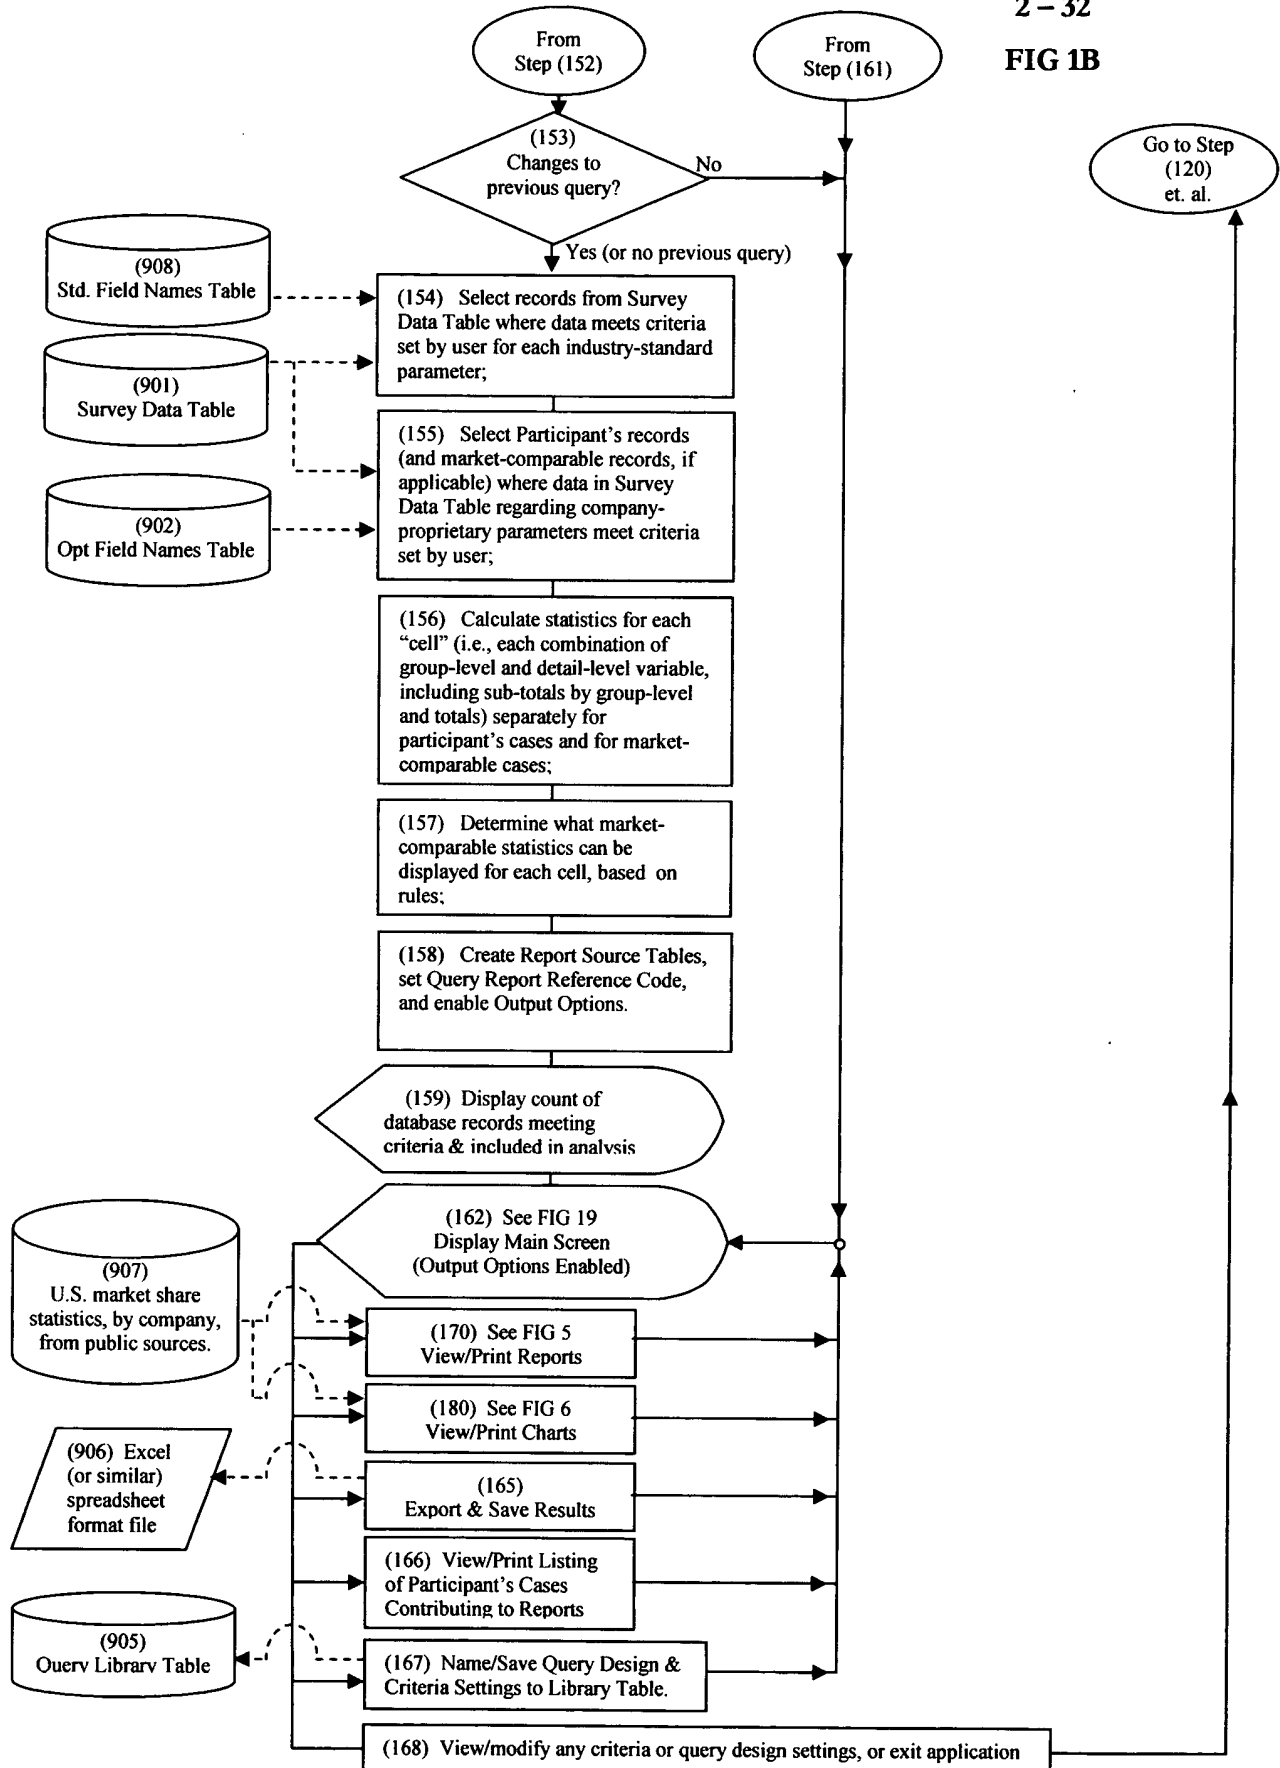 2 – 32
FIG 1B
From
Step (152)
From
Step (161)
Go to Step
(120)
et. al.
(153)
Changes to
previous query?
No
Yes (or no previous query)
(908)
Std. Field Names Table
(901)
Survey Data Table
(902)
Opt Field Names Table
(154) Select records from Survey
Data Table where data meets criteria
set by user for each industry-standard
parameter;
(155) Select Participant's records
(and market-comparable records, if
applicable) where data in Survey
Data Table regarding company-
proprietary parameters meet criteria
set by user;
(156) Calculate statistics for each
“cell” (i.e., each combination of
group-level and detail-level variable,
including sub-totals by group-level
and totals) separately for
participant's cases and for market-
comparable cases;
(157) Determine what market-
comparable statistics can be
displayed for each cell, based on
rules;
(158) Create Report Source Tables,
set Query Report Reference Code,
and enable Output Options.
(159) Display count of
database records meeting
criteria & included in analysis
(162) See FIG 19
Display Main Screen
(Output Options Enabled)
(907)
U.S. market share
statistics, by company,
from public sources.
(170) See FIG 5
View/Print Reports
(180) See FIG 6
View/Print Charts
(906) Excel
(or similar)
spreadsheet
format file
(165)
Export & Save Results
(166) View/Print Listing
of Participant's Cases
Contributing to Reports
(905)
Query Library Table
(167) Name/Save Query Design &
Criteria Settings to Library Table.
(168) View/modify any criteria or query design settings, or exit application